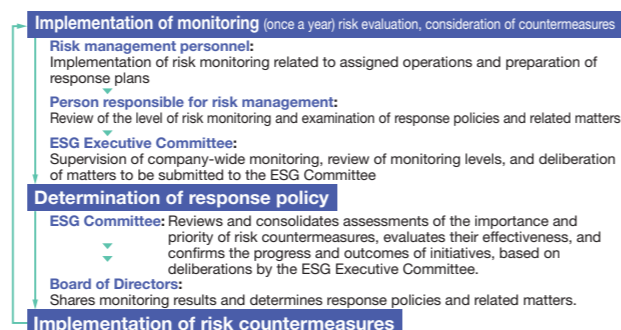 Implementation of monitoring (once a year) risk evaluation, consideration of countermeasures
Risk management personnel:
Implementation of risk monitoring related to assigned operations and preparation of
response plans
Person responsible for risk management:
Review of the level of risk monitoring and examination of response policies and related matters
ESG Executive Committee:
Supervision of company-wide monitoring, review of monitoring levels, and deliberation
of matters to be submitted to the ESG Committee
Determination of response policy
ESG Committee: Reviews and consolidates assessments of the importance and
priority of risk countermeasures, evaluates their effectiveness, and
confirms the progress and outcomes of initiatives, based on
deliberations by the ESG Executive Committee.
Board of Directors:
Shares monitoring results and determines response policies and related matters.
Implementation of risk countermeasures